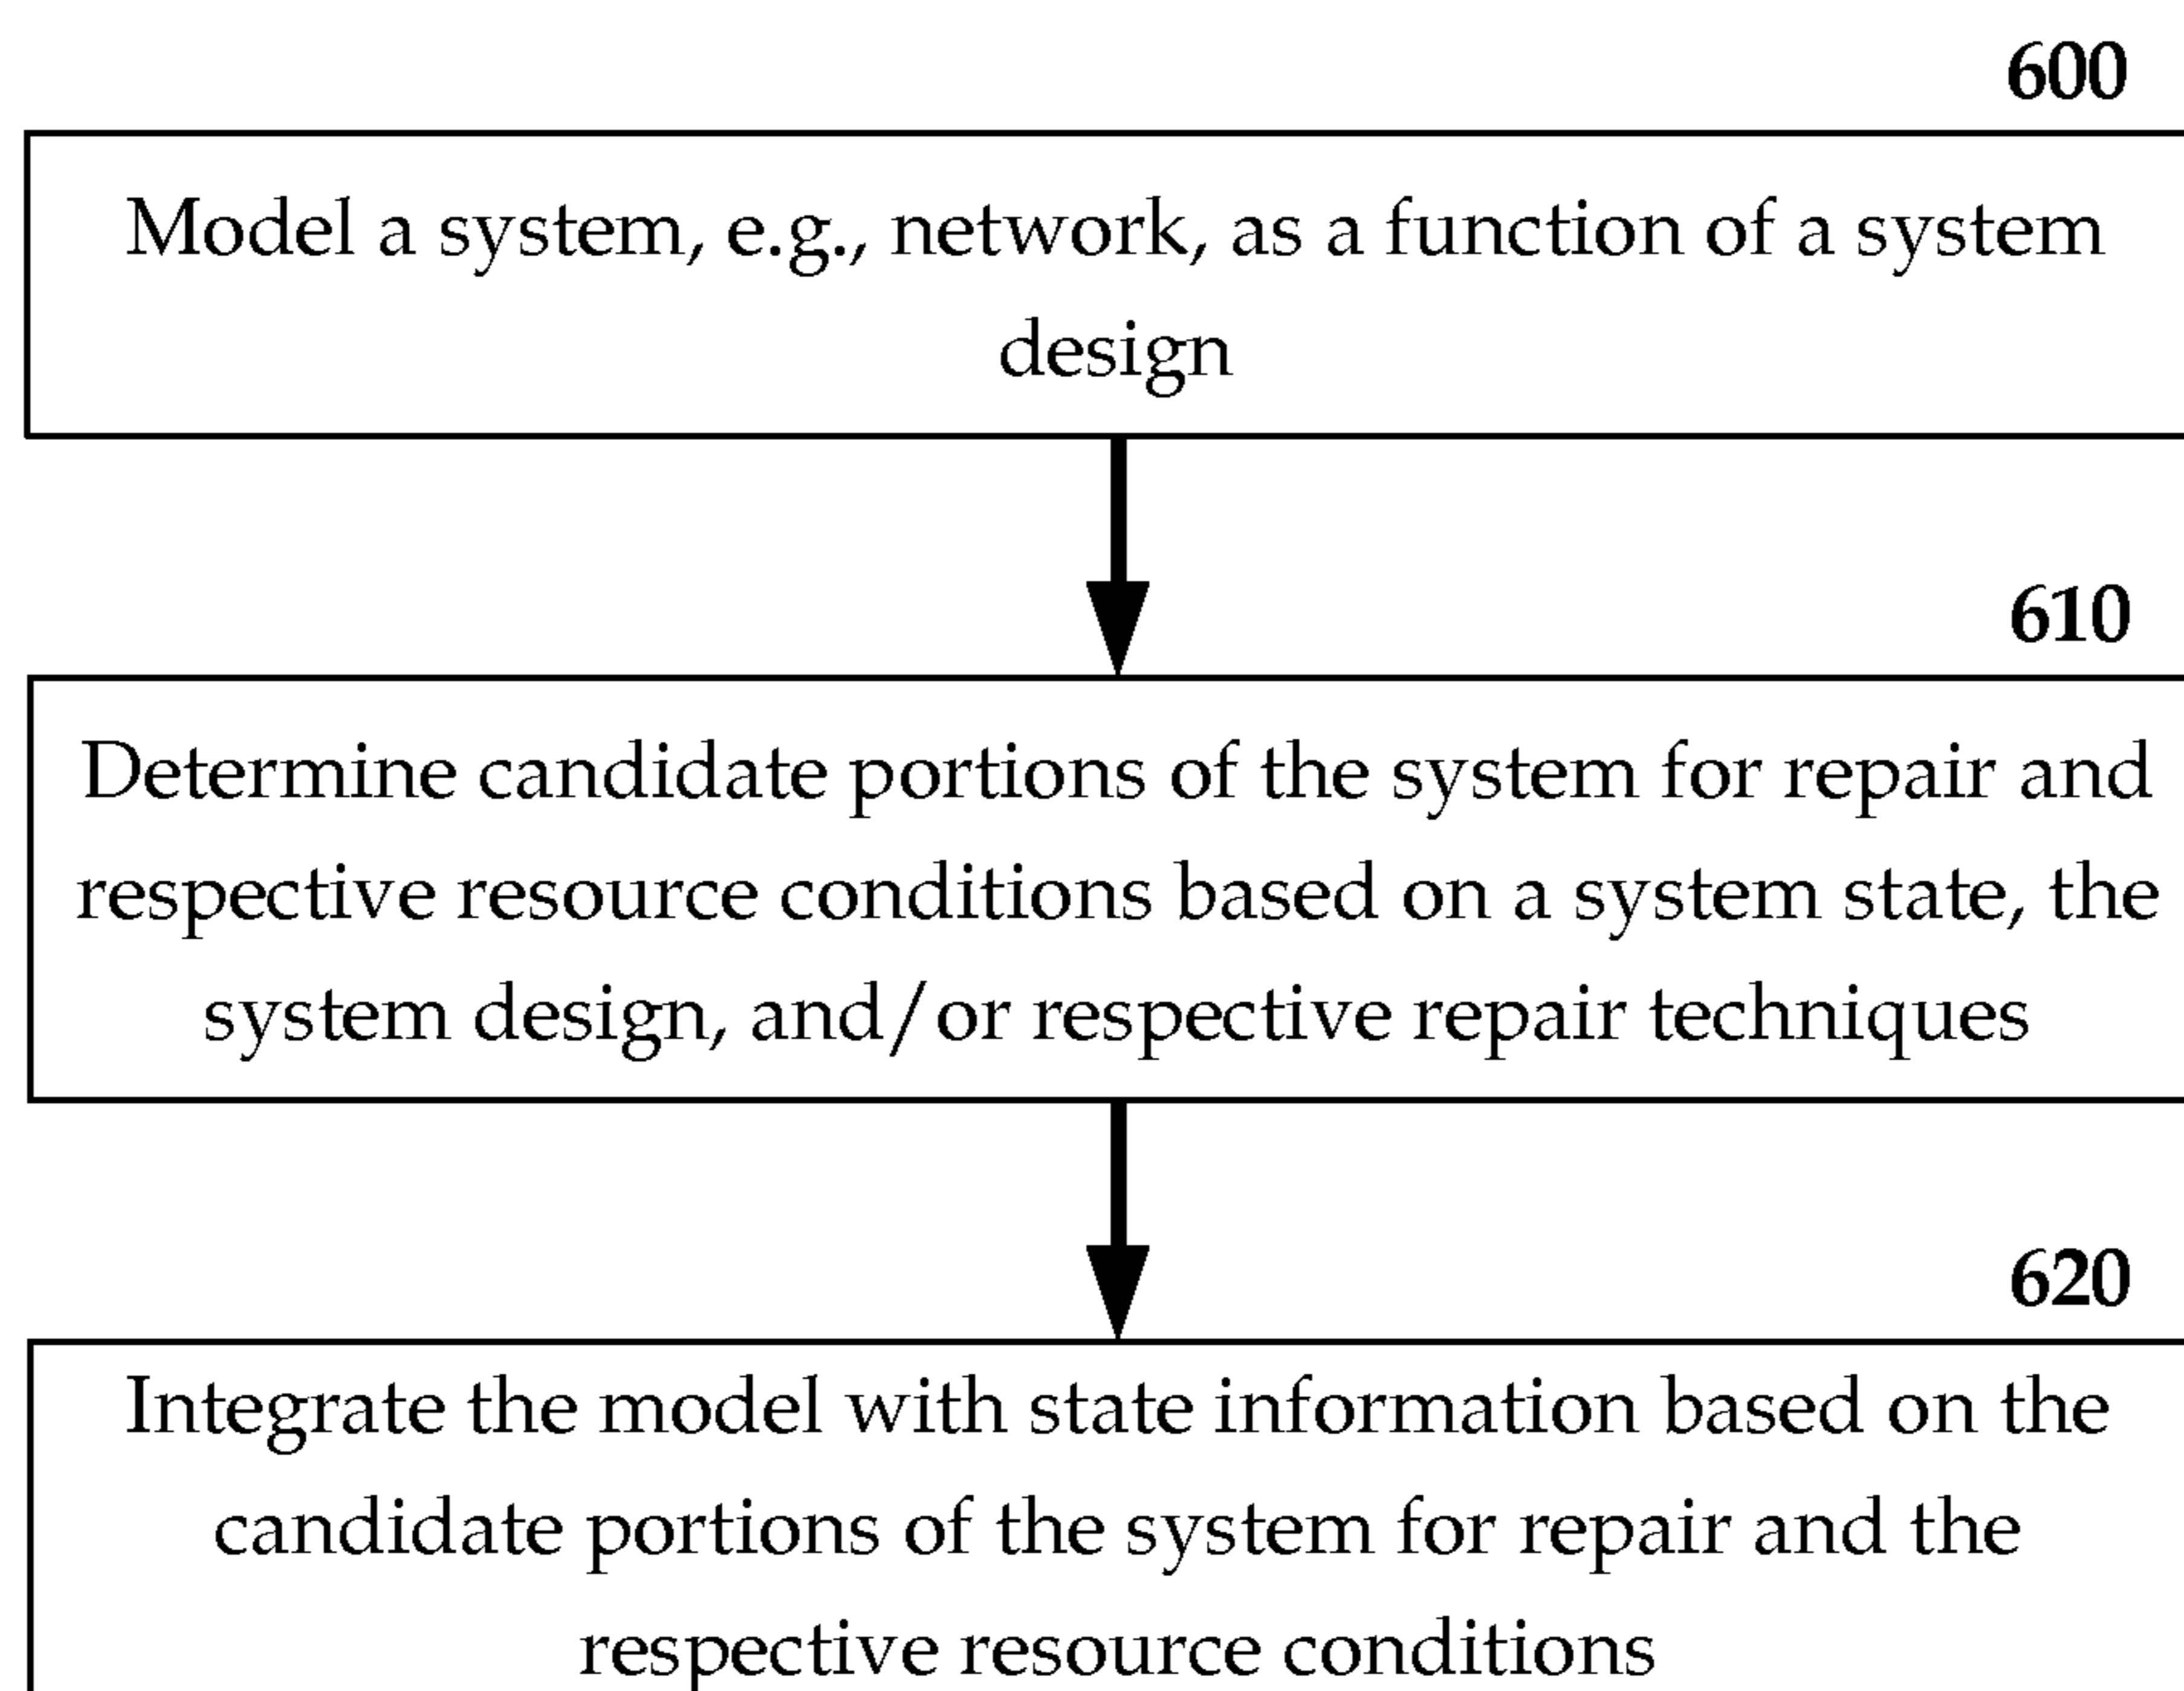 600
Model a system, e.g., network, as a function of a system
design
610
Determine candidate portions of the system for repair and
respective resource conditions based on a system state, the
system design, and/or respective repair techniques
620
Integrate the model with state information based on the
candidate portions of the system for repair and the
respective resource conditions